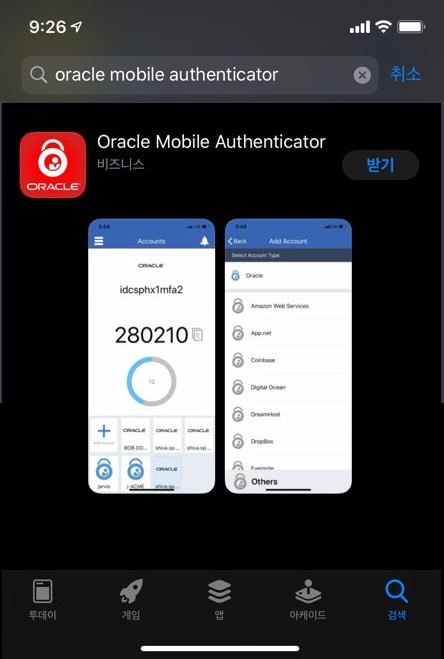 9:26
oracle mobile authenticator
취소
Oracle Mobile Authenticator
비즈니스
받기
ORACLE
3:44
Accounts
ORACLE
idcsphx1mfa2
280210
13
Add Account
ORACLE
BOB.DO...
ORACLE
shiva.sp...
ORACLE
shiva.sp...
jarvis
i-ACME
ORACLE
shiva.sp...
3:45
Back
Add Account
Select Account Type
Oracle
Amazon Web Services
App.net
Coinbase
Digital Ocean
DreamHost
DropBox
Evernote
Others
투데이
게임
앱
아케이드
검색